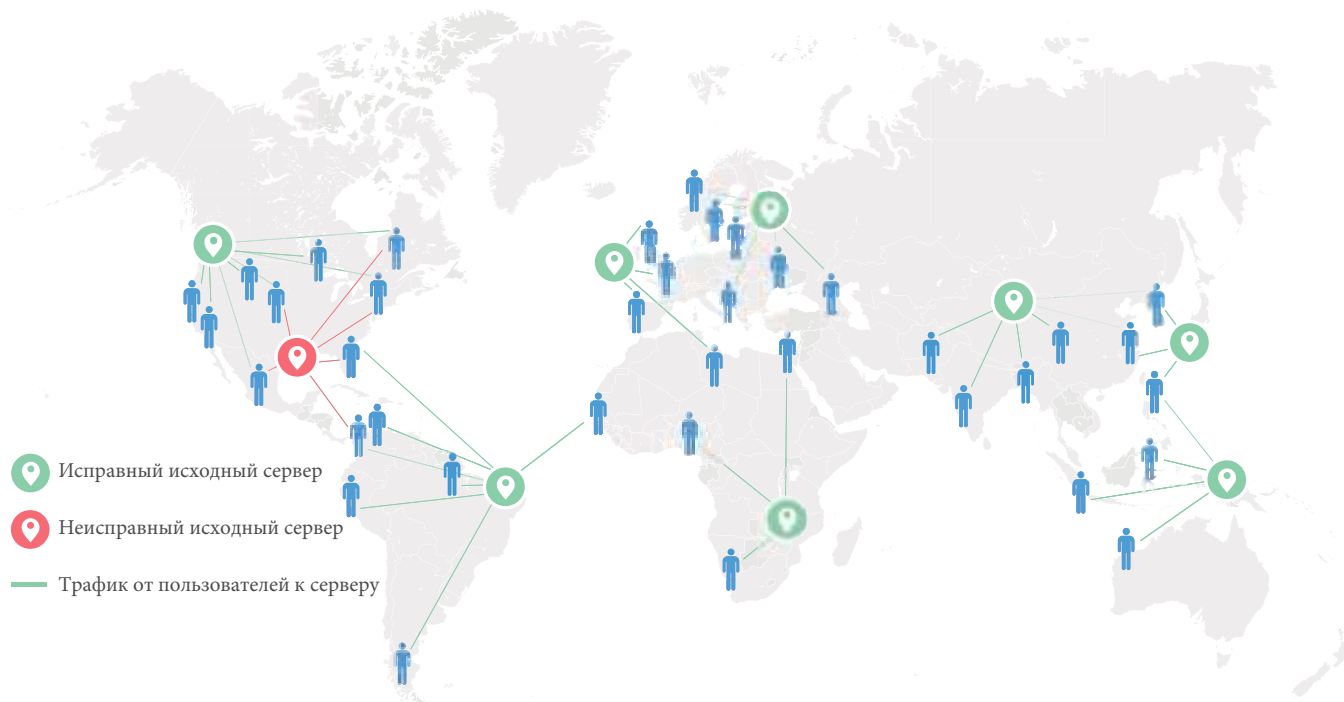 Исправный исходный сервер
Неисправный исходный сервер
Трафик от пользователей к серверу